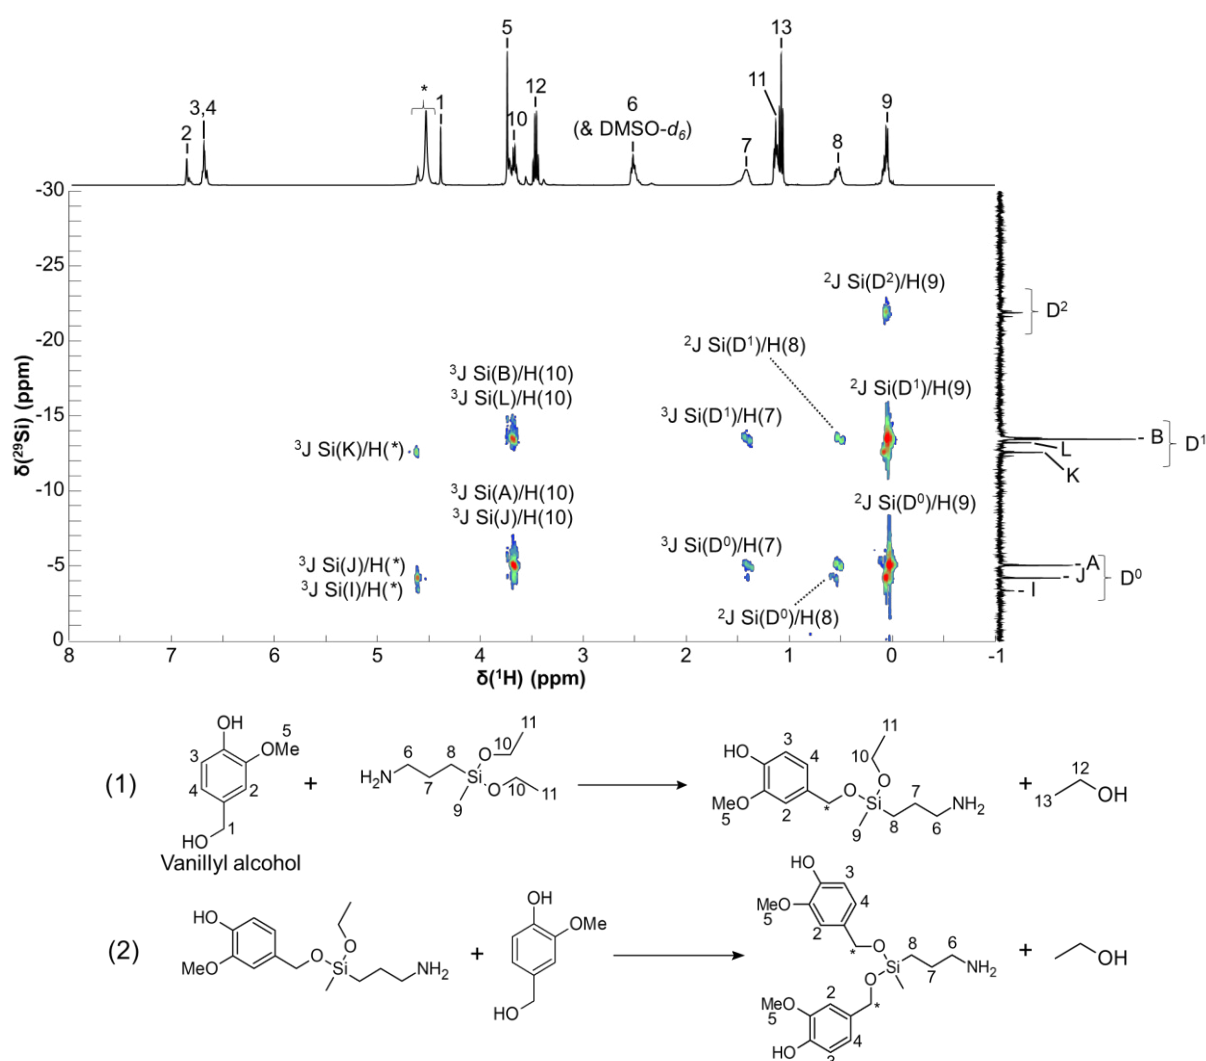 5
13
*
1
11
12
3,4
6
(& DMSO-d6)
2
10
9
7
8
-30
-25
-20
-15
-10
-5
0
δ(²⁹Si) (ppm)
²J Si(D²)/H(9)
D²
²J Si(D¹)/H(8)
³J Si(B)/H(10)
³J Si(L)/H(10)
²J Si(D¹)/H(9)
³J Si(D¹)/H(7)
³J Si(K)/H(*)
B
D¹
L
K
³J Si(A)/H(10)
³J Si(J)/H(10)
²J Si(D⁰)/H(9)
³J Si(D⁰)/H(7)
³J Si(J)/H(*)
³J Si(I)/H(*)
²J Si(D⁰)/H(8)
A
J
D⁰
I
8 7 6 5 4 3 2 1 0 -1
δ(¹H) (ppm)
(1)
OH
5
OMe
3
4
2
HO
1
Vanillyl alcohol
+
11
10
6
8
O
H2N
7
Si
O
10
11
9
11
3
HO
4
10
O
7
MeO
5
2
O
Si
NH2
*
9
8
6
+
12
13
OH
(2)
HO
MeO
O
O
Si
NH2
+
OH
OMe
HO
HO
3
MeO
5
4
2
*
O
8
6
Si
7
NH2
O
MeO
5
2
*
HO
4
3
+
OH